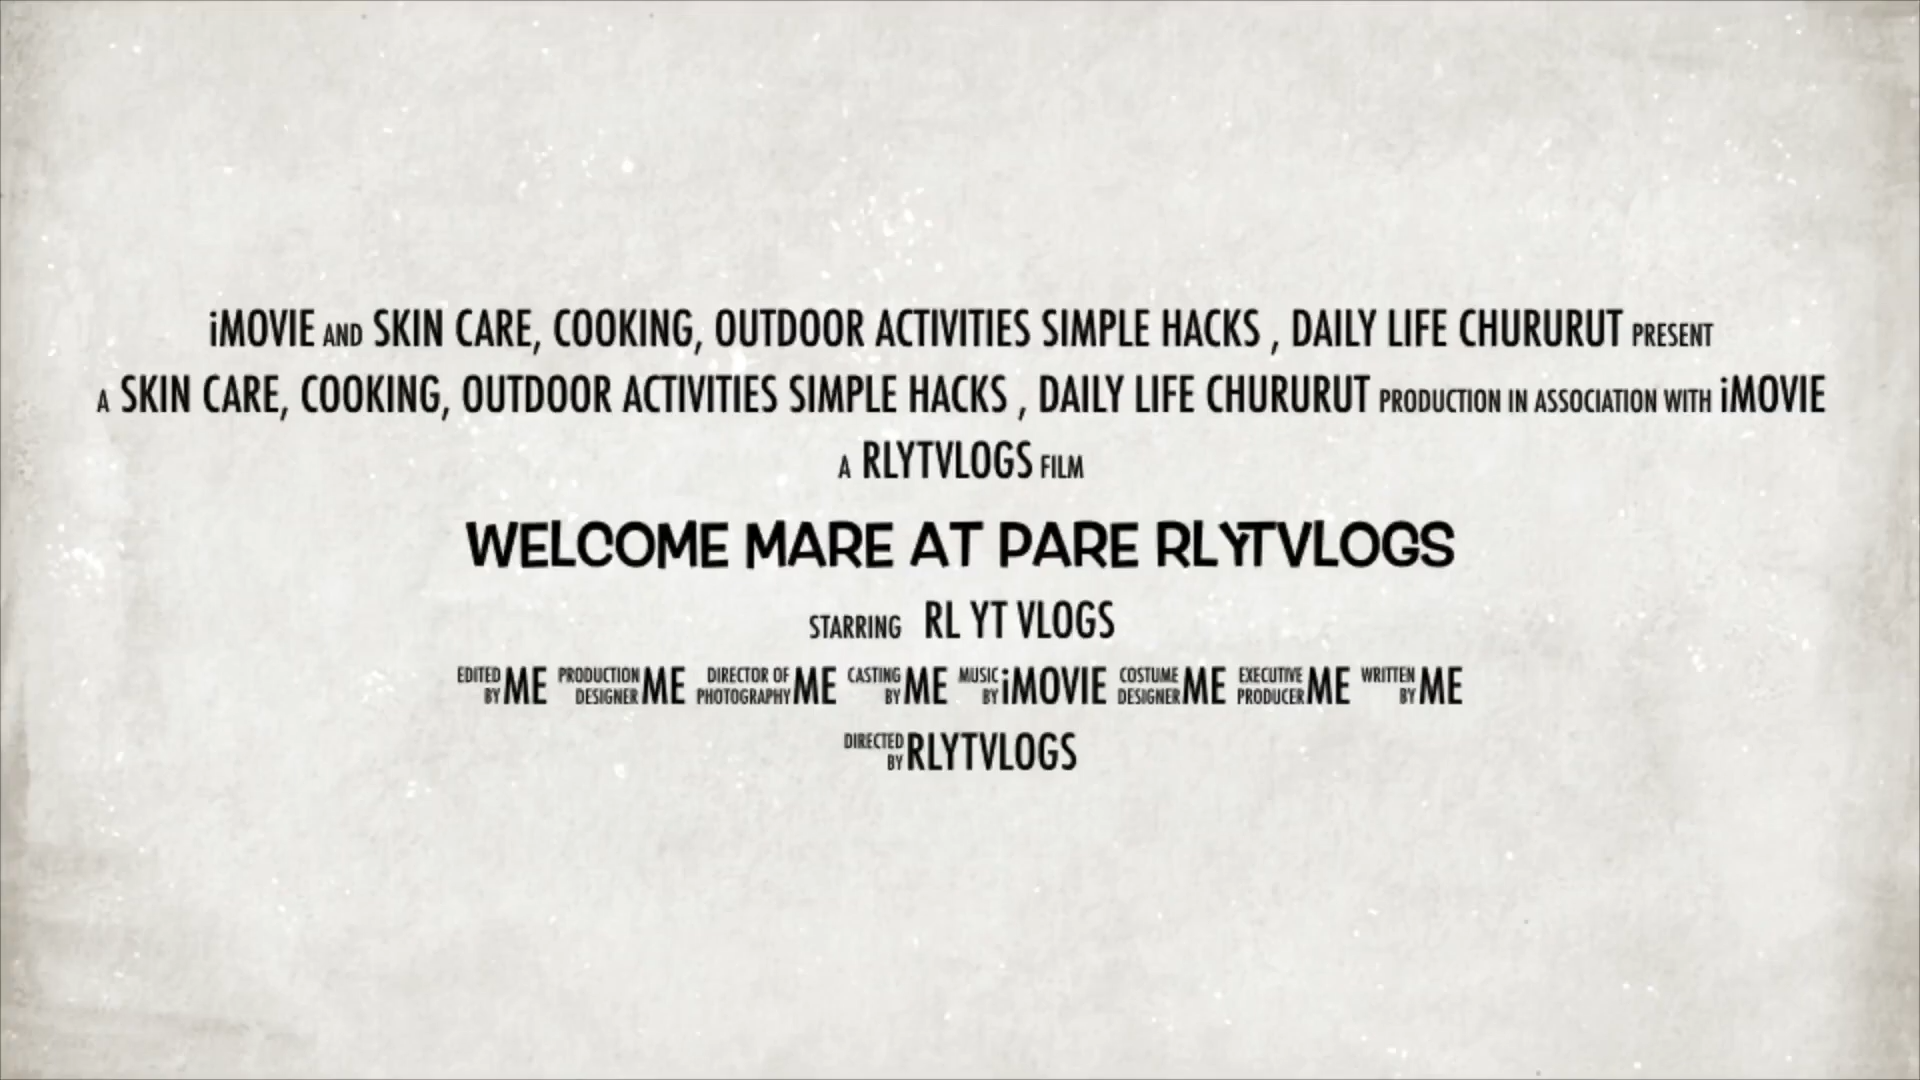 iMOVIE AND SKIN CARE, COOKING, OUTDOOR ACTIVITIES SIMPLE HACKS , DAILY LIFE CHURURUT PRESENT
A SKIN CARE, COOKING, OUTDOOR ACTIVITIES SIMPLE HACKS , DAILY LIFE CHURURUT PRODUCTION IN ASSOCIATION WITH iMOVIE
A RLYTVLOGS FILM
WELCOME MARE AT PARE RLYTVLOGS
STARRING RL YT VLOGS
EDITED BY ME PRODUCTION DESIGNER ME DIRECTOR OF PHOTOGRAPHY ME CASTING BY ME MUSIC BY iMOVIE COSTUME DESIGNER ME EXECUTIVE PRODUCER ME WRITTEN BY ME
DIRECTED BY RLYTVLOGS